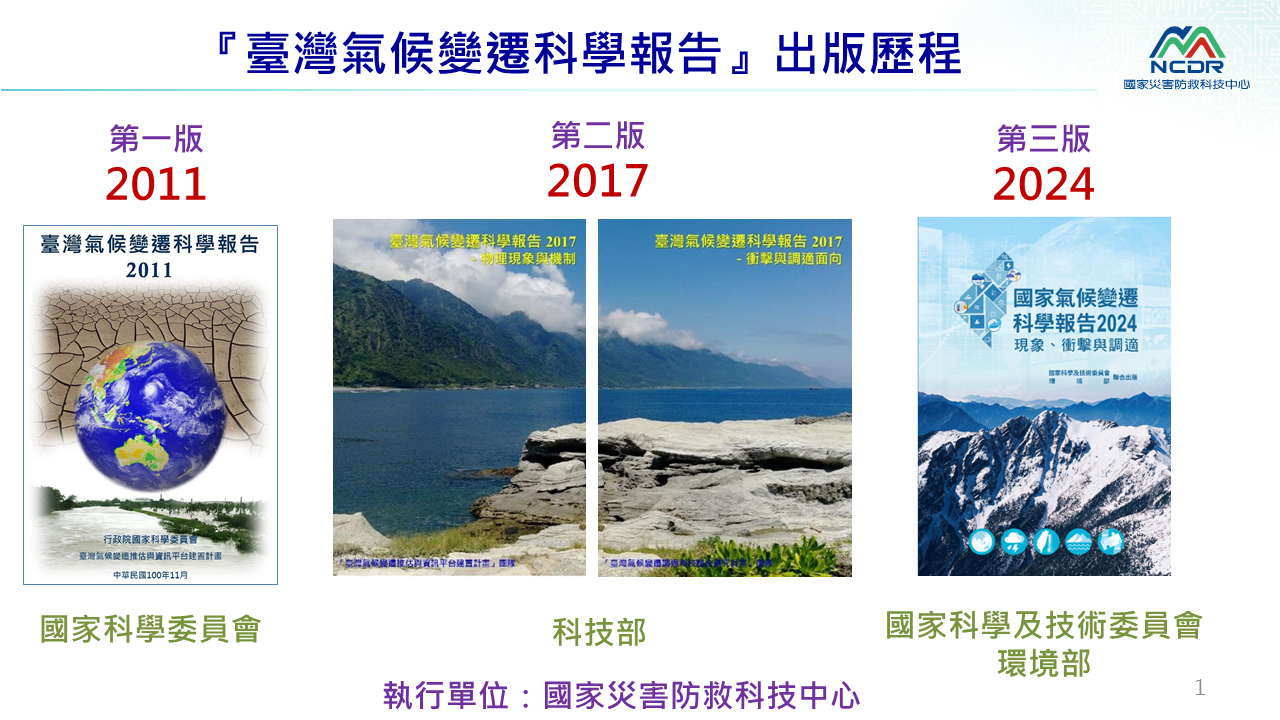 『臺灣氣候變遷科學報告』出版歷程
NCDR
國家災害防救科技中心
第一版
2011
臺灣氣候變遷科學報告
2011
行政院國家科學委員會
臺灣氣候變遷推估與資訊平台建置計畫
中華民國100年11月
國家科學委員會
第二版
2017
臺灣氣候變遷科學報告 2017
- 物理現象與機制
「臺灣氣候變遷推估與資訊平台建置計畫」團隊
臺灣氣候變遷科學報告 2017
- 衝擊與調適面向
科技部
第三版
2024
國家氣候變遷
科學報告2024
現象、衝擊與調適
國家科學及技術委員會
環境部
聯合出版
國家科學及技術委員會
環境部
執行單位：國家災害防救科技中心
1